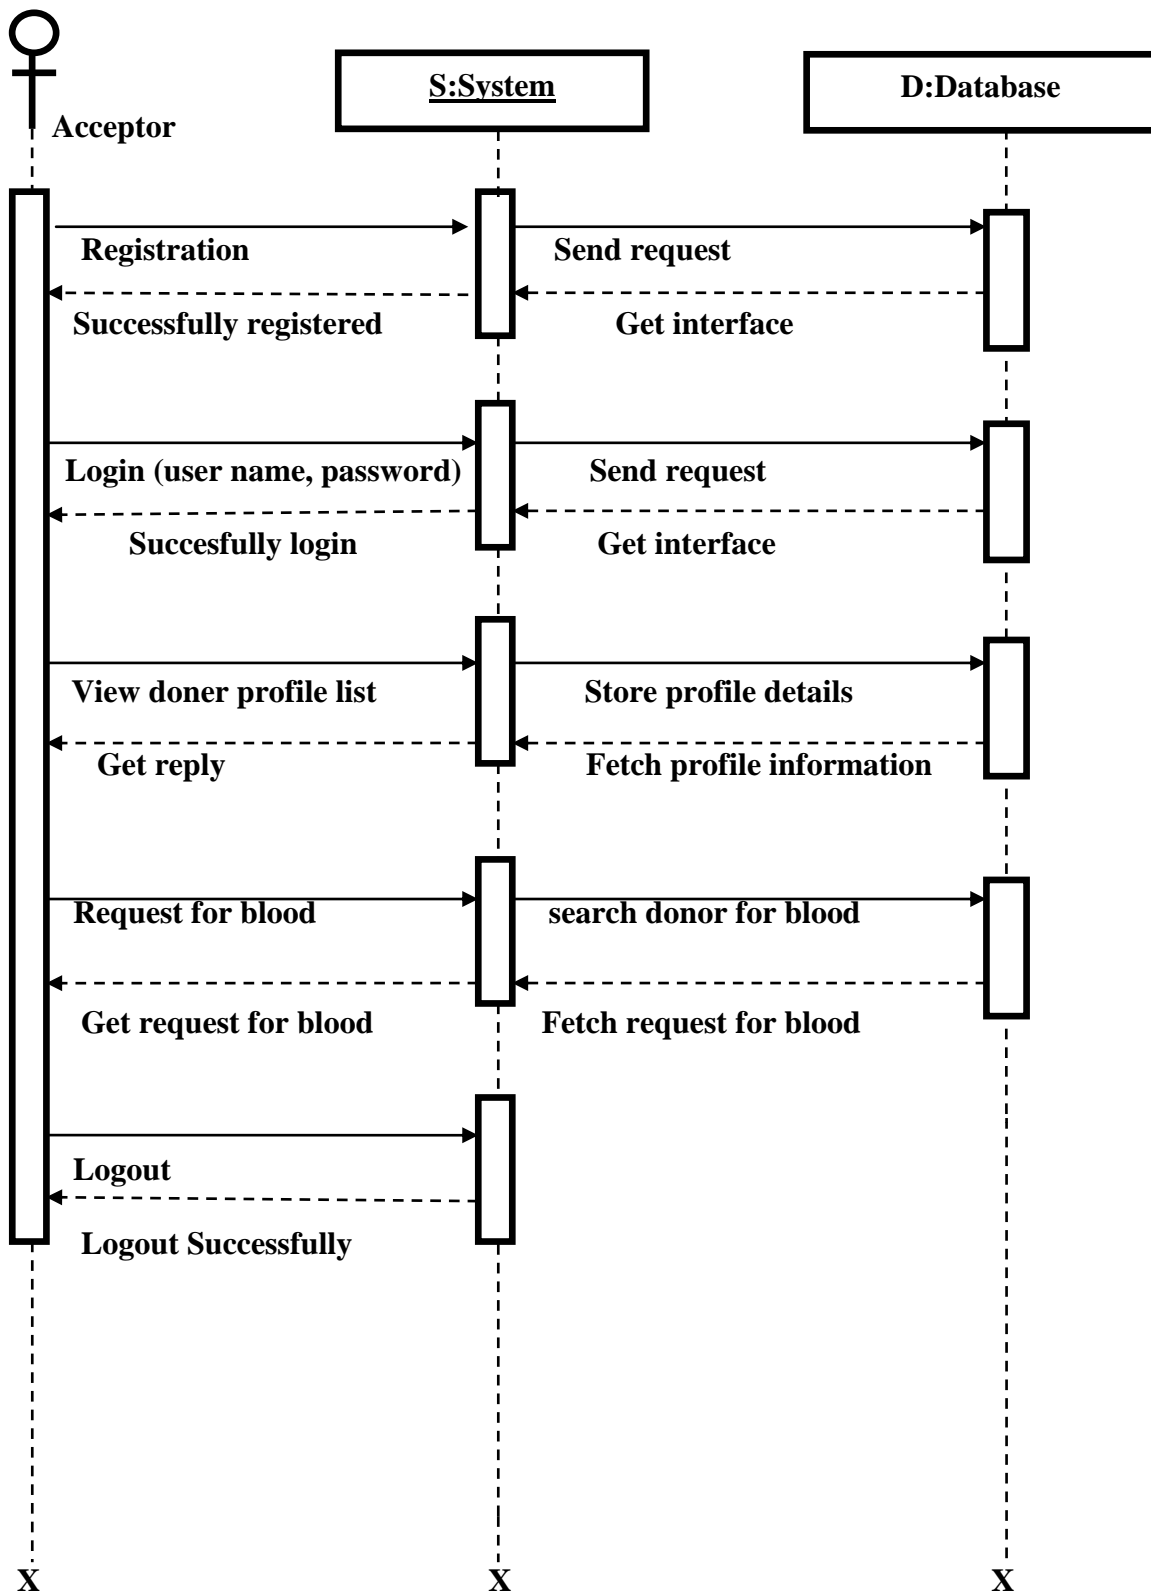 S:System
D:Database
Acceptor
Registration
Send request
Successfully registered
Get interface
Login (user name, password)
Send request
Succesfully login
Get interface
View doner profile list
Store profile details
Get reply
Fetch profile information
Request for blood
search donor for blood
Get request for blood
Fetch request for blood
Logout
Logout Successfully
X
X
X